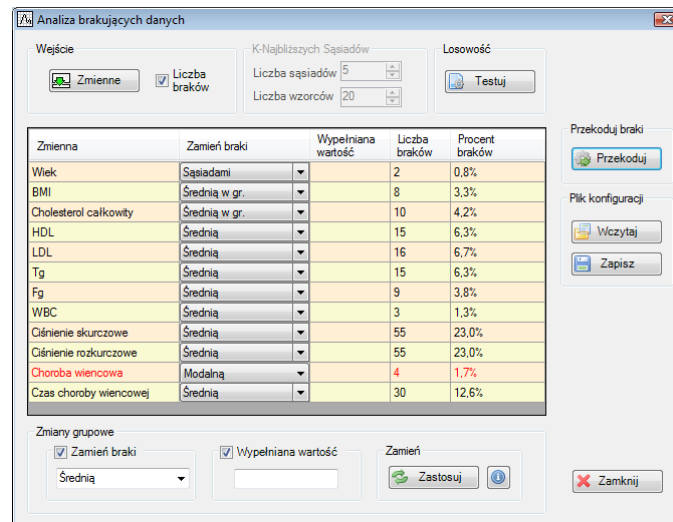 Analiza brakujących danych
Wejście
Zmienne
Liczba
braków
K-Najbliższych Sąsiadów
Liczba sąsiadów 5
Liczba wzorców 20
Losowość
Testuj
Zmienna Zamień braki Wypełniana wartość Liczba braków Procent braków
Wiek Sąsiadami 2 0,8%
BMI Średnią w gr. 8 3,3%
Cholesterol całkowity Średnią w gr. 10 4,2%
HDL Średnią 15 6,3%
LDL Średnią 16 6,7%
Tg Średnią 15 6,3%
Fg Średnią 9 3,8%
WBC Średnią 3 1,3%
Ciśnienie skurczowe Średnią 55 23,0%
Ciśnienie rozkurczowe Średnią 55 23,0%
Choroba wiencowa Modalną 4 1,7%
Czas choroby wiencowej Średnią 30 12,6%
Przekoduj braki
Przekoduj
Plik konfiguracji
Wczytaj
Zapisz
Zmiany grupowe
Zamień braki
Średnią
Wypełniana wartość
Zamień
Zastosuj
Zamknij